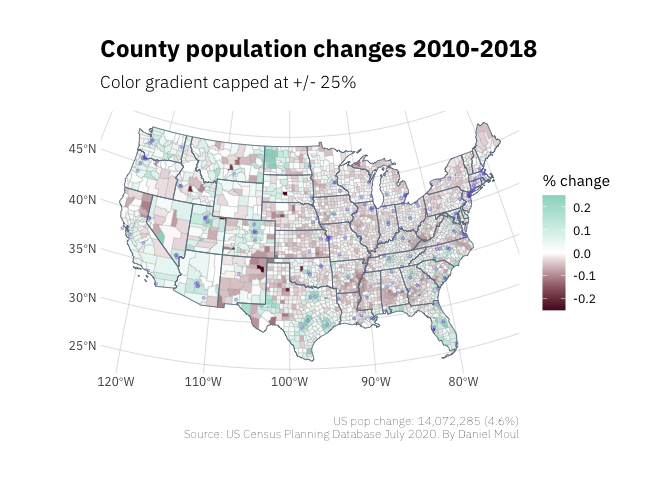 County population changes 2010-2018
Color gradient capped at +/- 25%
45°N
40°N
35°N
30°N
25°N
120°W
110°W
100°W
90°W
80°W
% change
0.2
0.1
0.0
-0.1
-0.2
US pop change: 14,072,285 (4.6%)
Source: US Census Planning Database July 2020. By Daniel Moul